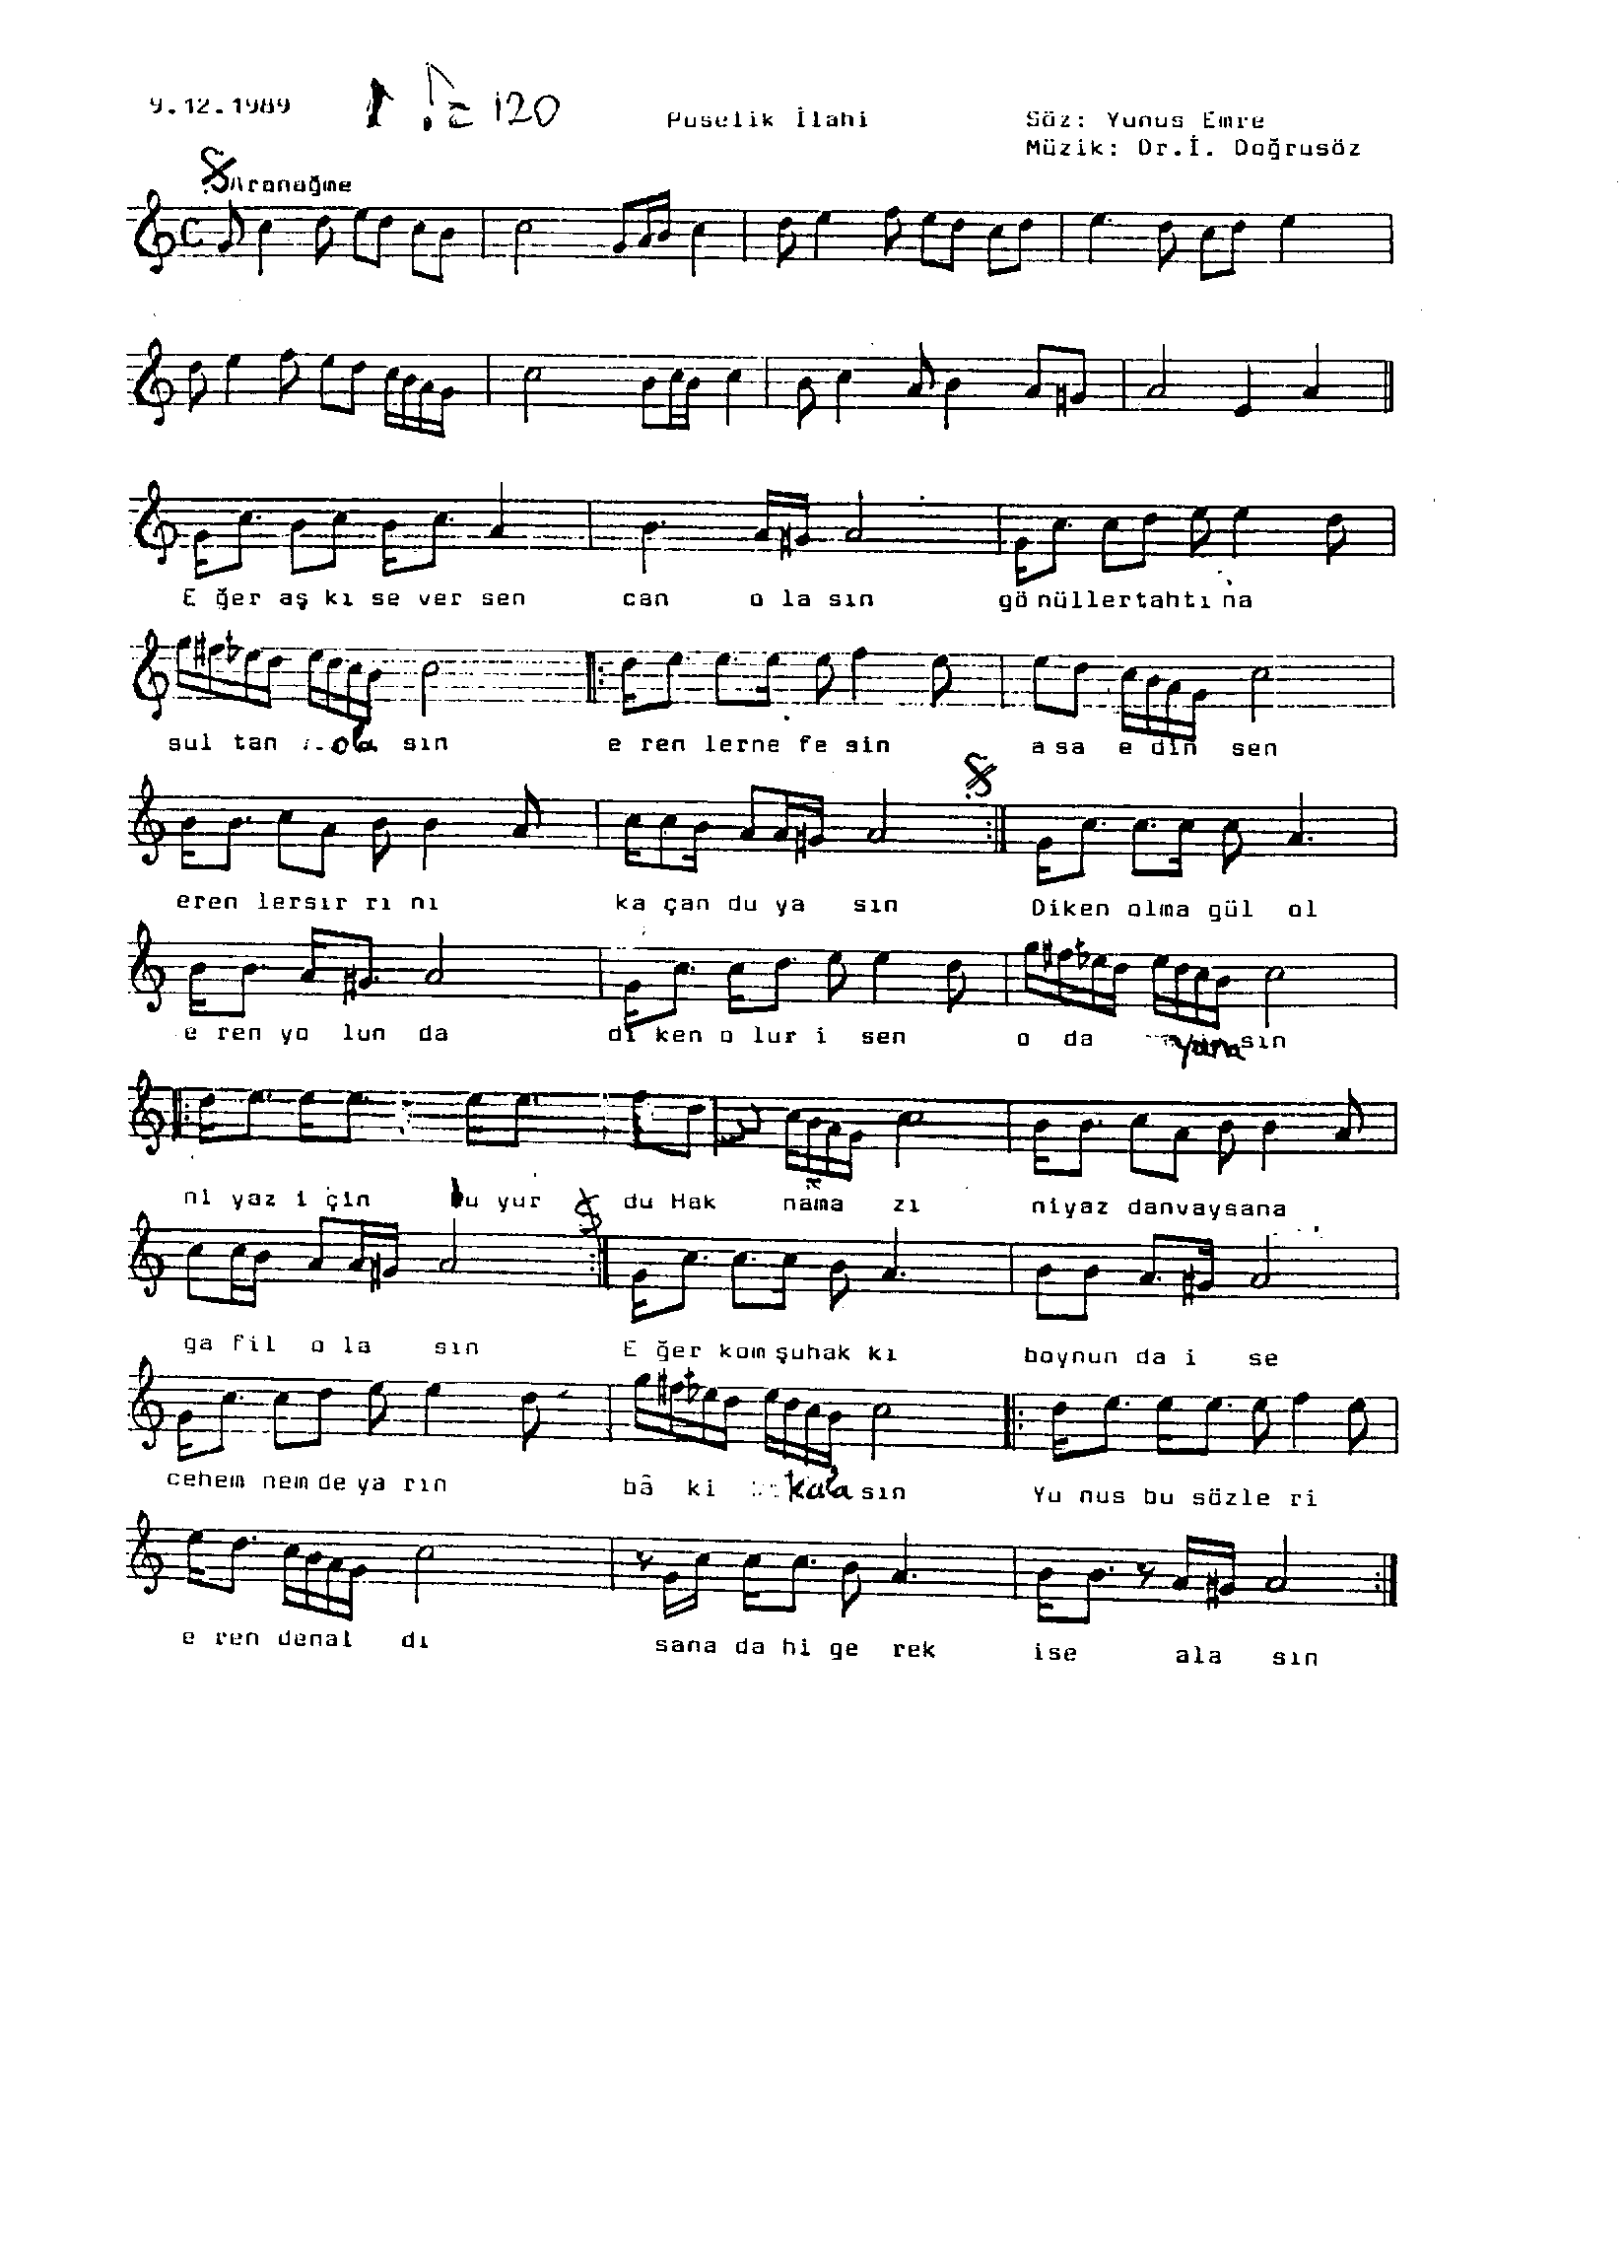 9.12.1989 ♪ = 120 Puselik İlahi Söz: Yunus Emre
Müzik: Dr.İ. Doğrusöz
Aranağme
E ğer aş kı se ver sen can o la sın gö nüllertahtı na
sul tan ola sın e ren lerne fe sin a sa e din sen
eren lersır rı nı ka çan du ya sın Diken olma gül ol
e ren yo lun da di ken o lur i sen o da yana sın
ni yaz i çin bu yur du Hak nama zı niyaz danvaysana
ga fil o la sın E ğer kom şuhak kı boynun da i se
cehem nem de ya rın bâ ki kala sın Yu nus bu sözle ri
e ren denal dı sana da hi ge rek ise ala sın